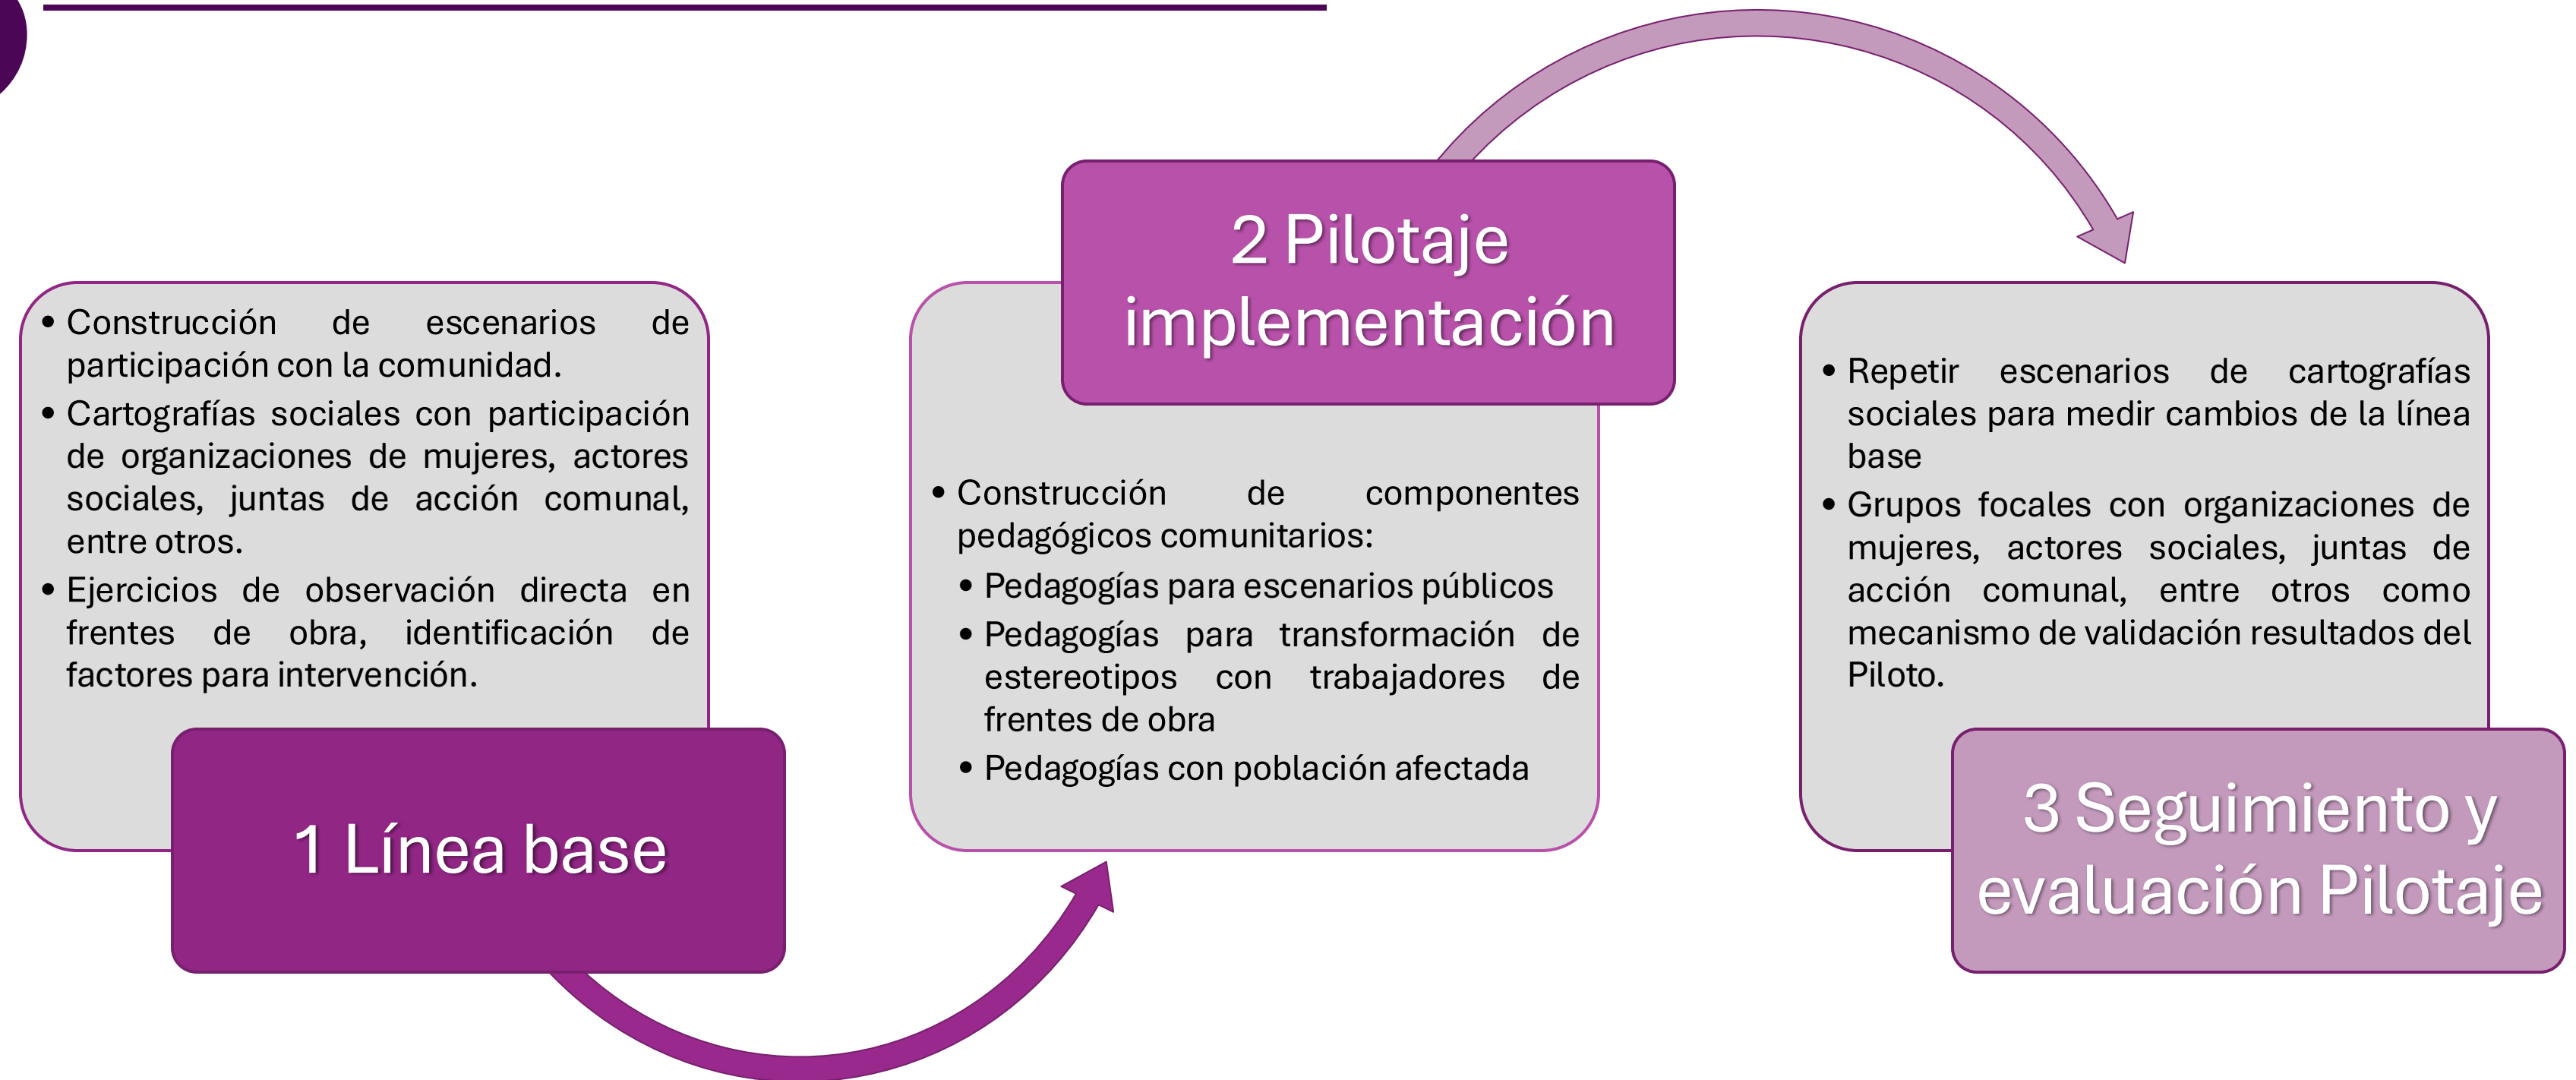 • Construcción de escenarios de
participación con la comunidad.
• Cartografías sociales con participación
de organizaciones de mujeres, actores
sociales, juntas de acción comunal,
entre otros.
• Ejercicios de observación directa en
frentes de obra, identificación de
factores para intervención.
1 Línea base
2 Pilotaje
implementación
• Construcción de componentes
pedagógicos comunitarios:
• Pedagogías para escenarios públicos
• Pedagogías para transformación de
estereotipos con trabajadores de
frentes de obra
• Pedagogías con población afectada
• Repetir escenarios de cartografías
sociales para medir cambios de la línea
base
• Grupos focales con organizaciones de
mujeres, actores sociales, juntas de
acción comunal, entre otros como
mecanismo de validación resultados del
Piloto.
3 Seguimiento y
evaluación Pilotaje